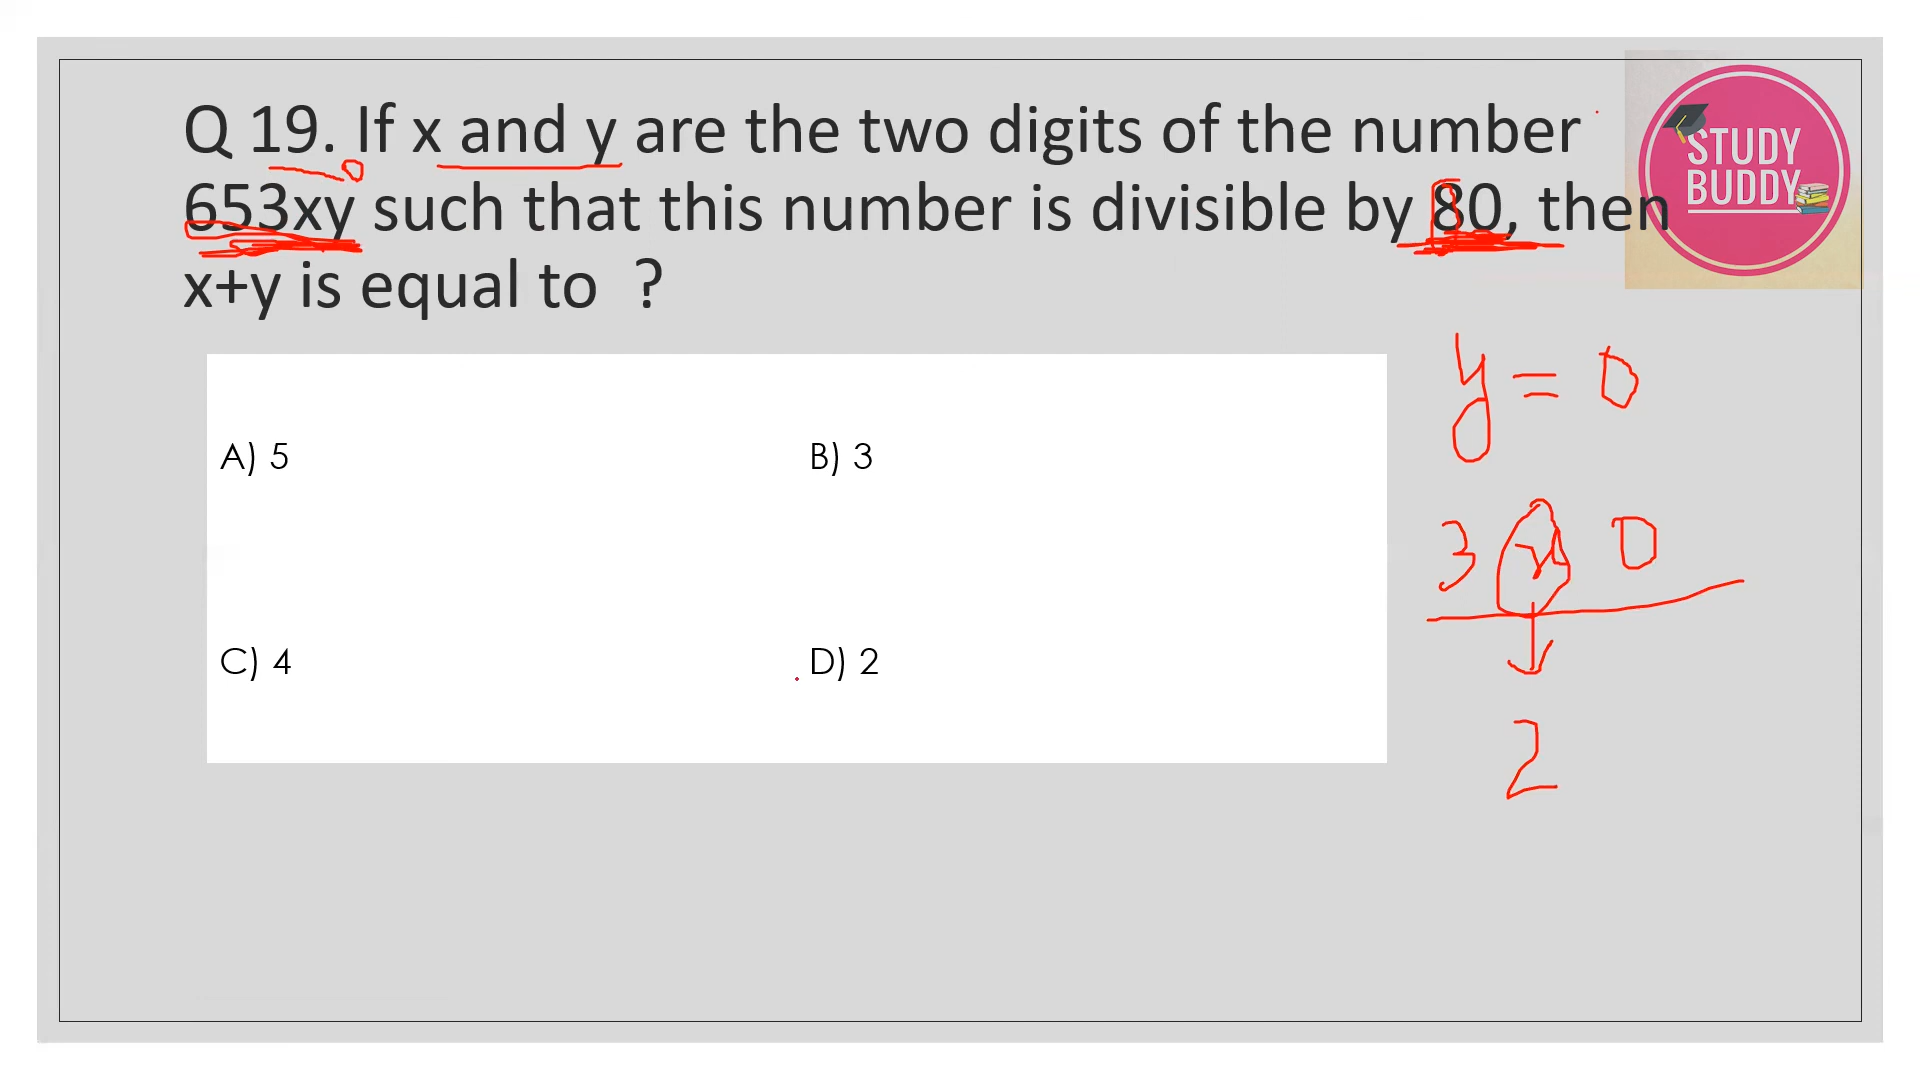 Q 19. If x and y are the two digits of the number
653xy such that this number is divisible by 80, then
x+y is equal to ?
STUDY
BUDDY
A) 5
B) 3
C) 4
D) 2
y = 0
3 x 0
2